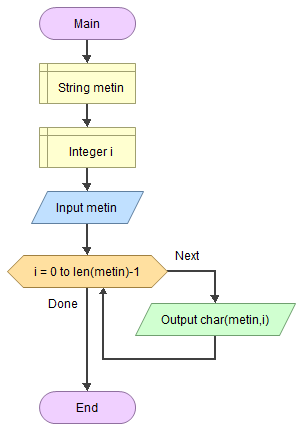 Main
String metin
Integer i
Input metin
i = 0 to len(metin)-1
Next
Done
Output char(metin,i)
End